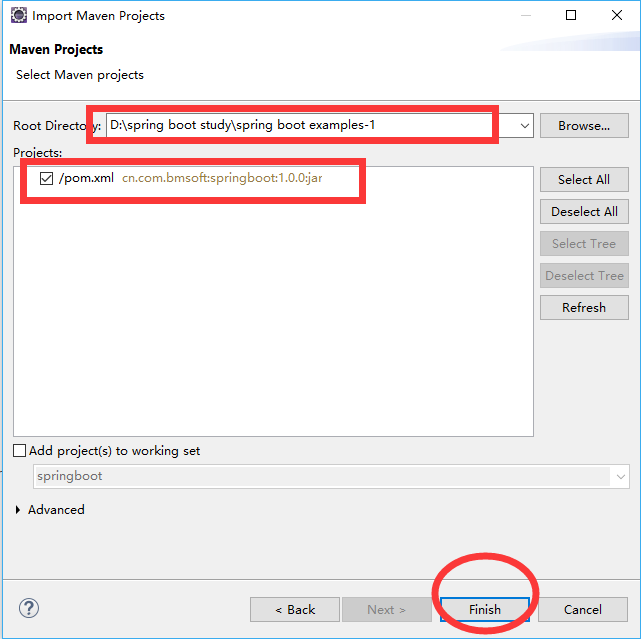 Import Maven Projects
Maven Projects
Select Maven projects
Root Directory: D:\spring boot study\spring boot examples-1 Browse...
Projects:
/pom.xml cn.com.bmsoft:springboot:1.0.0:jar
Select All
Deselect All
Select Tree
Deselect Tree
Refresh
Add project(s) to working set
springboot
Advanced
? < Back Next > Finish Cancel